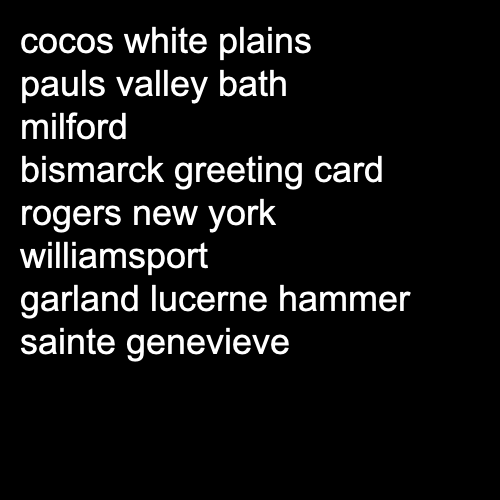 cocos white plains
pauls valley bath
milford
bismarck greeting card
rogers new york
williamsport
garland lucerne hammer
sainte genevieve